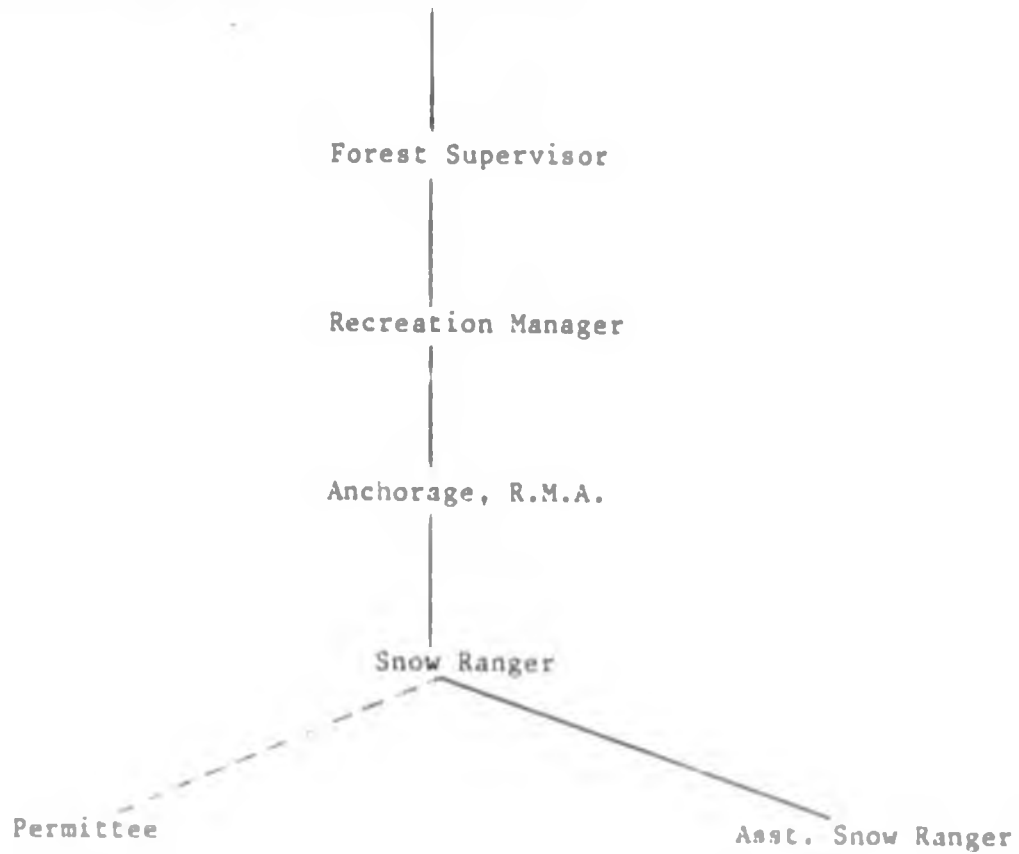 Forest Supervisor
Recreation Manager
Anchorage, R.M.A.
Snow Ranger
Permittee
Asst. Snow Ranger